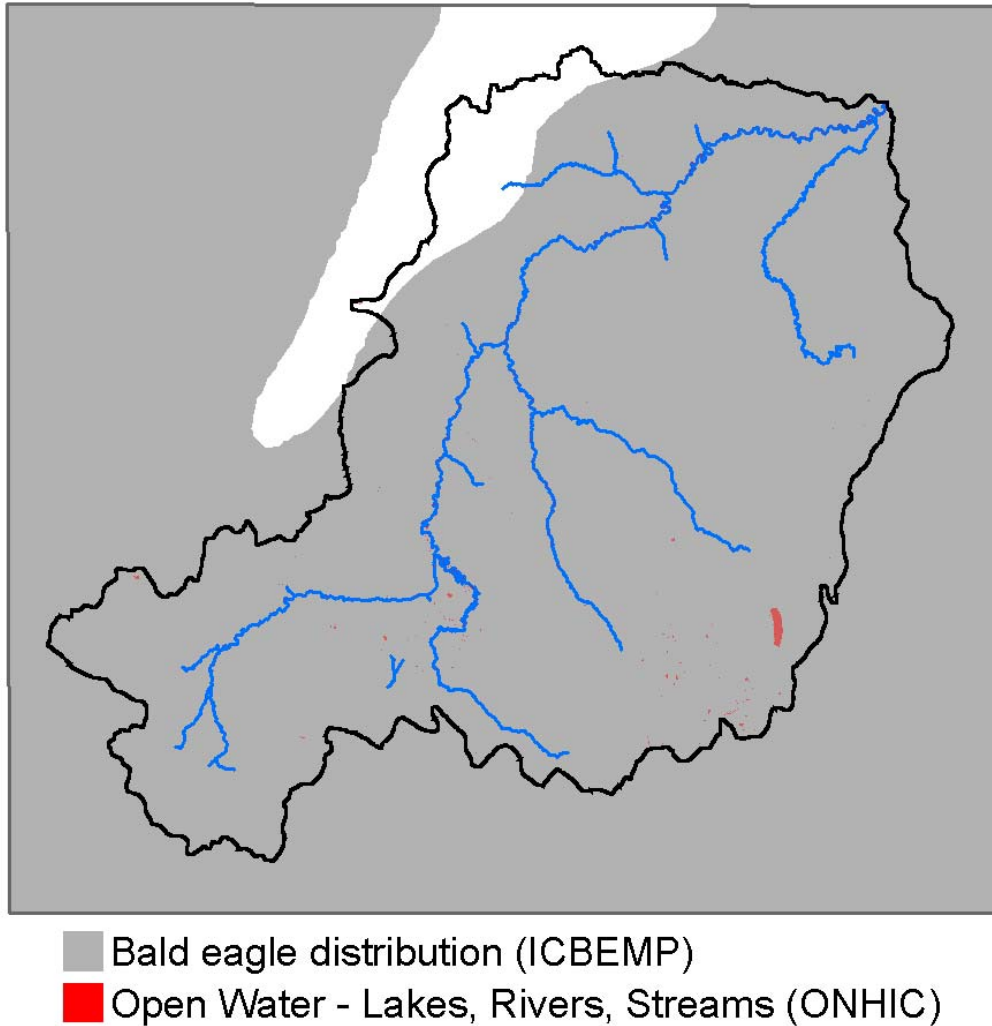 Bald eagle distribution (ICBEMP)
Open Water - Lakes, Rivers, Streams (ONHIC)